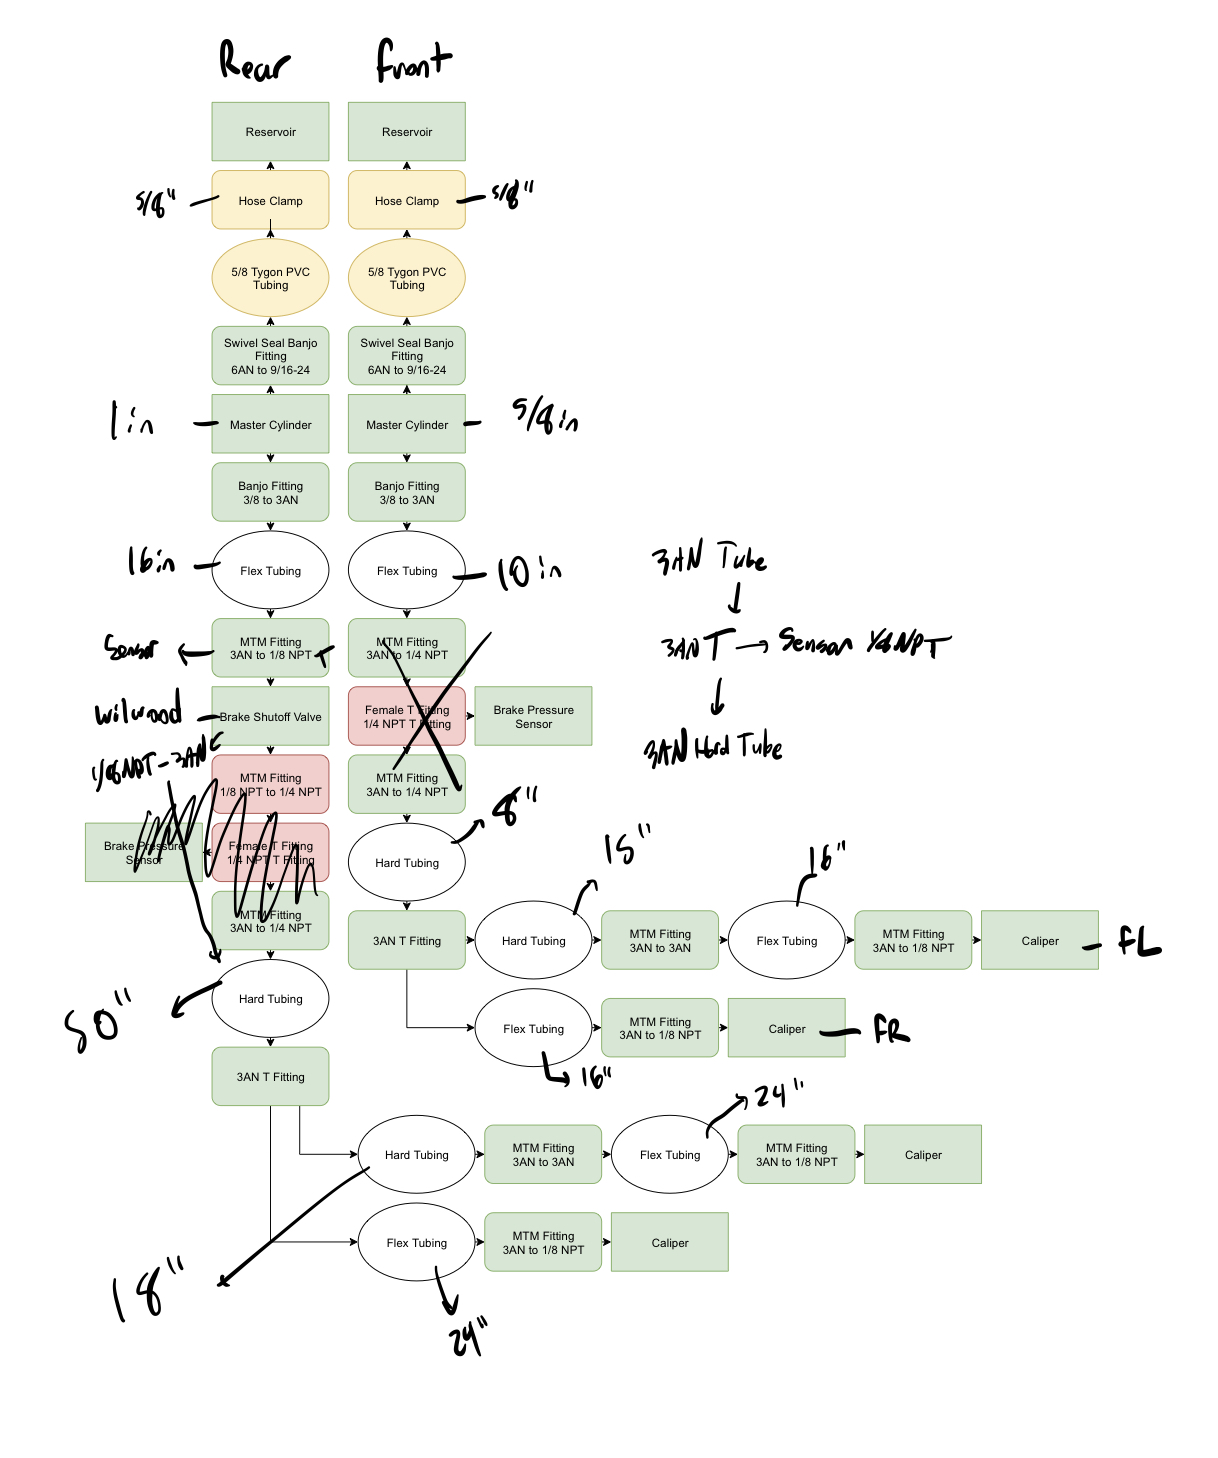 Rear
Front
Reservoir
Reservoir
5/8"
Hose Clamp
Hose Clamp
5/8"
5/8 Tygon PVC
Tubing
5/8 Tygon PVC
Tubing
Swivel Seal Banjo
Fitting
6AN to 9/16-24
Swivel Seal Banjo
Fitting
6AN to 9/16-24
1 in
Master Cylinder
Master Cylinder
5/8 in
Banjo Fitting
3/8 to 3AN
Banjo Fitting
3/8 to 3AN
16in
Flex Tubing
Flex Tubing
10 in
3AN Tube
Sensor
MTM Fitting
3AN to 1/8 NPT
T
MTM Fitting
3AN to 1/4 NPT
3AN T
Sensor 1/8 NPT
Wilwood
Brake Shutoff Valve
Female T Fitting
1/4 NPT T Fitting
Brake Pressure
Sensor
3AN Hard Tube
1/8 NPT - 3AN
MTM Fitting
1/8 NPT to 1/4 NPT
MTM Fitting
3AN to 1/4 NPT
8"
Brake Pressure
Sensor
Female T Fitting
1/4 NPT T Fitting
Hard Tubing
15"
16"
MTM Fitting
3AN to 1/4 NPT
3AN T Fitting
Hard Tubing
MTM Fitting
3AN to 3AN
Flex Tubing
MTM Fitting
3AN to 1/8 NPT
Caliper
FL
50"
Hard Tubing
Flex Tubing
MTM Fitting
3AN to 1/8 NPT
Caliper
FR
16"
3AN T Fitting
24"
Hard Tubing
MTM Fitting
3AN to 3AN
Flex Tubing
MTM Fitting
3AN to 1/8 NPT
Caliper
18"
Flex Tubing
MTM Fitting
3AN to 1/8 NPT
Caliper
24"